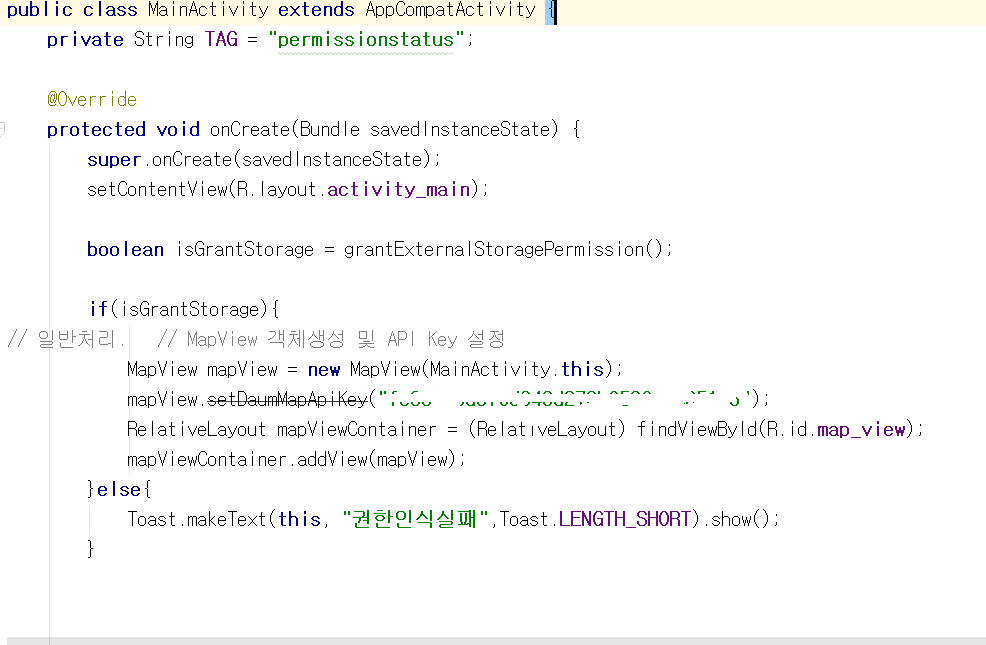 public class MainActivity extends AppCompatActivity {
private String TAG = "permissionstatus";
@Override
protected void onCreate(Bundle savedInstanceState) {
super.onCreate(savedInstanceState);
setContentView(R.layout.activity_main);
boolean isGrantStorage = grantExternalStoragePermission();
if(isGrantStorage){
// 일반처리.   // MapView 객체생성 및 API Key 설정
MapView mapView = new MapView(MainActivity.this);
mapView.setDaumMapApiKey(" ");
RelativeLayout mapViewContainer = (RelativeLayout) findViewById(R.id.map_view);
mapViewContainer.addView(mapView);
}else{
Toast.makeText(this, "권한인식실패",Toast.LENGTH_SHORT).show();
}